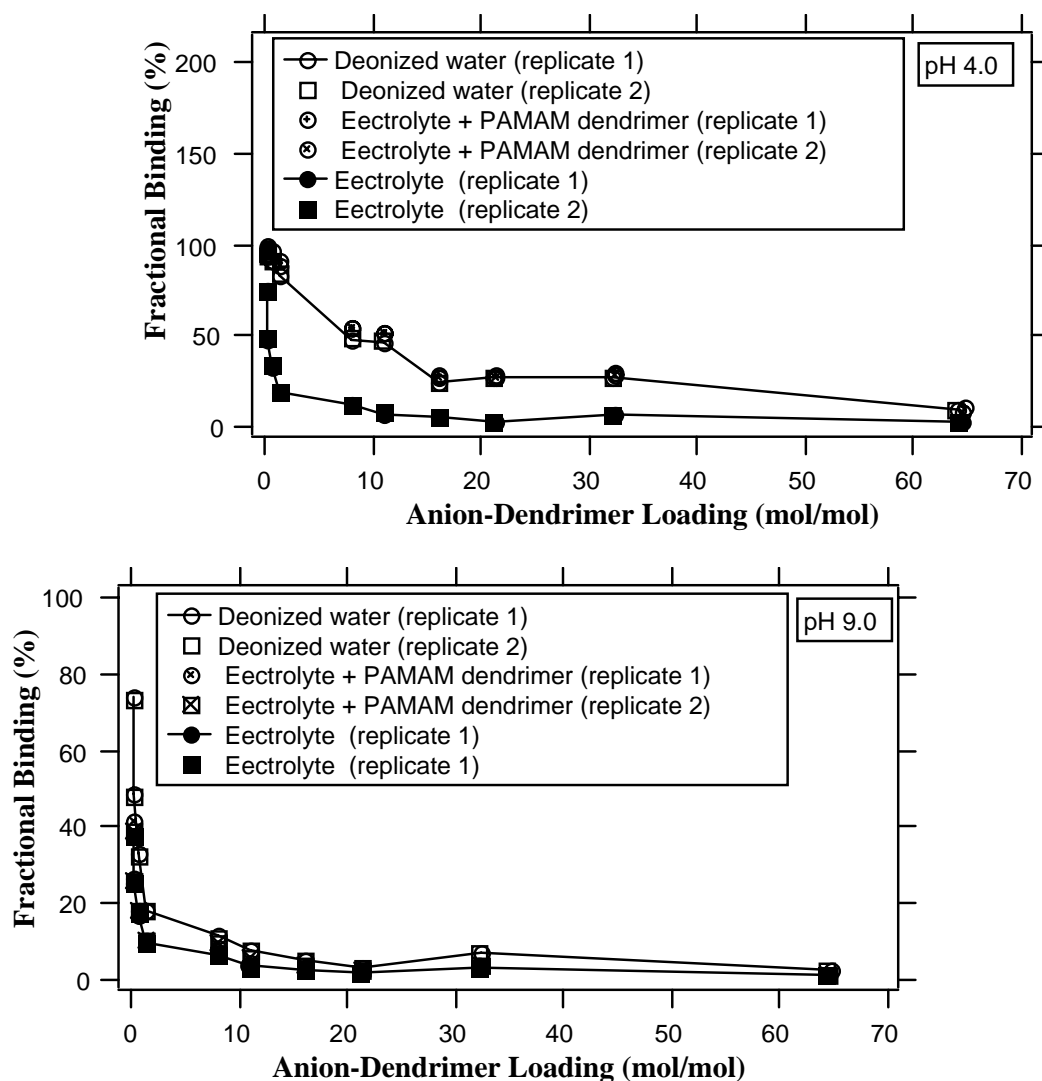 200
150
100
50
0
Fractional Binding (%)
Deonized water (replicate 1)
Deonized water (replicate 2)
Eectrolyte + PAMAM dendrimer (replicate 1)
Eectrolyte + PAMAM dendrimer (replicate 2)
Eectrolyte (replicate 1)
Eectrolyte (replicate 2)
pH 4.0
0 10 20 30 40 50 60 70
Anion-Dendrimer Loading (mol/mol)
100
80
60
40
20
0
Fractional Binding (%)
Deonized water (replicate 1)
Deonized water (replicate 2)
Eectrolyte + PAMAM dendrimer (replicate 1)
Eectrolyte + PAMAM dendrimer (replicate 2)
Eectrolyte (replicate 1)
Eectrolyte (replicate 1)
pH 9.0
0 10 20 30 40 50 60 70
Anion-Dendrimer Loading (mol/mol)